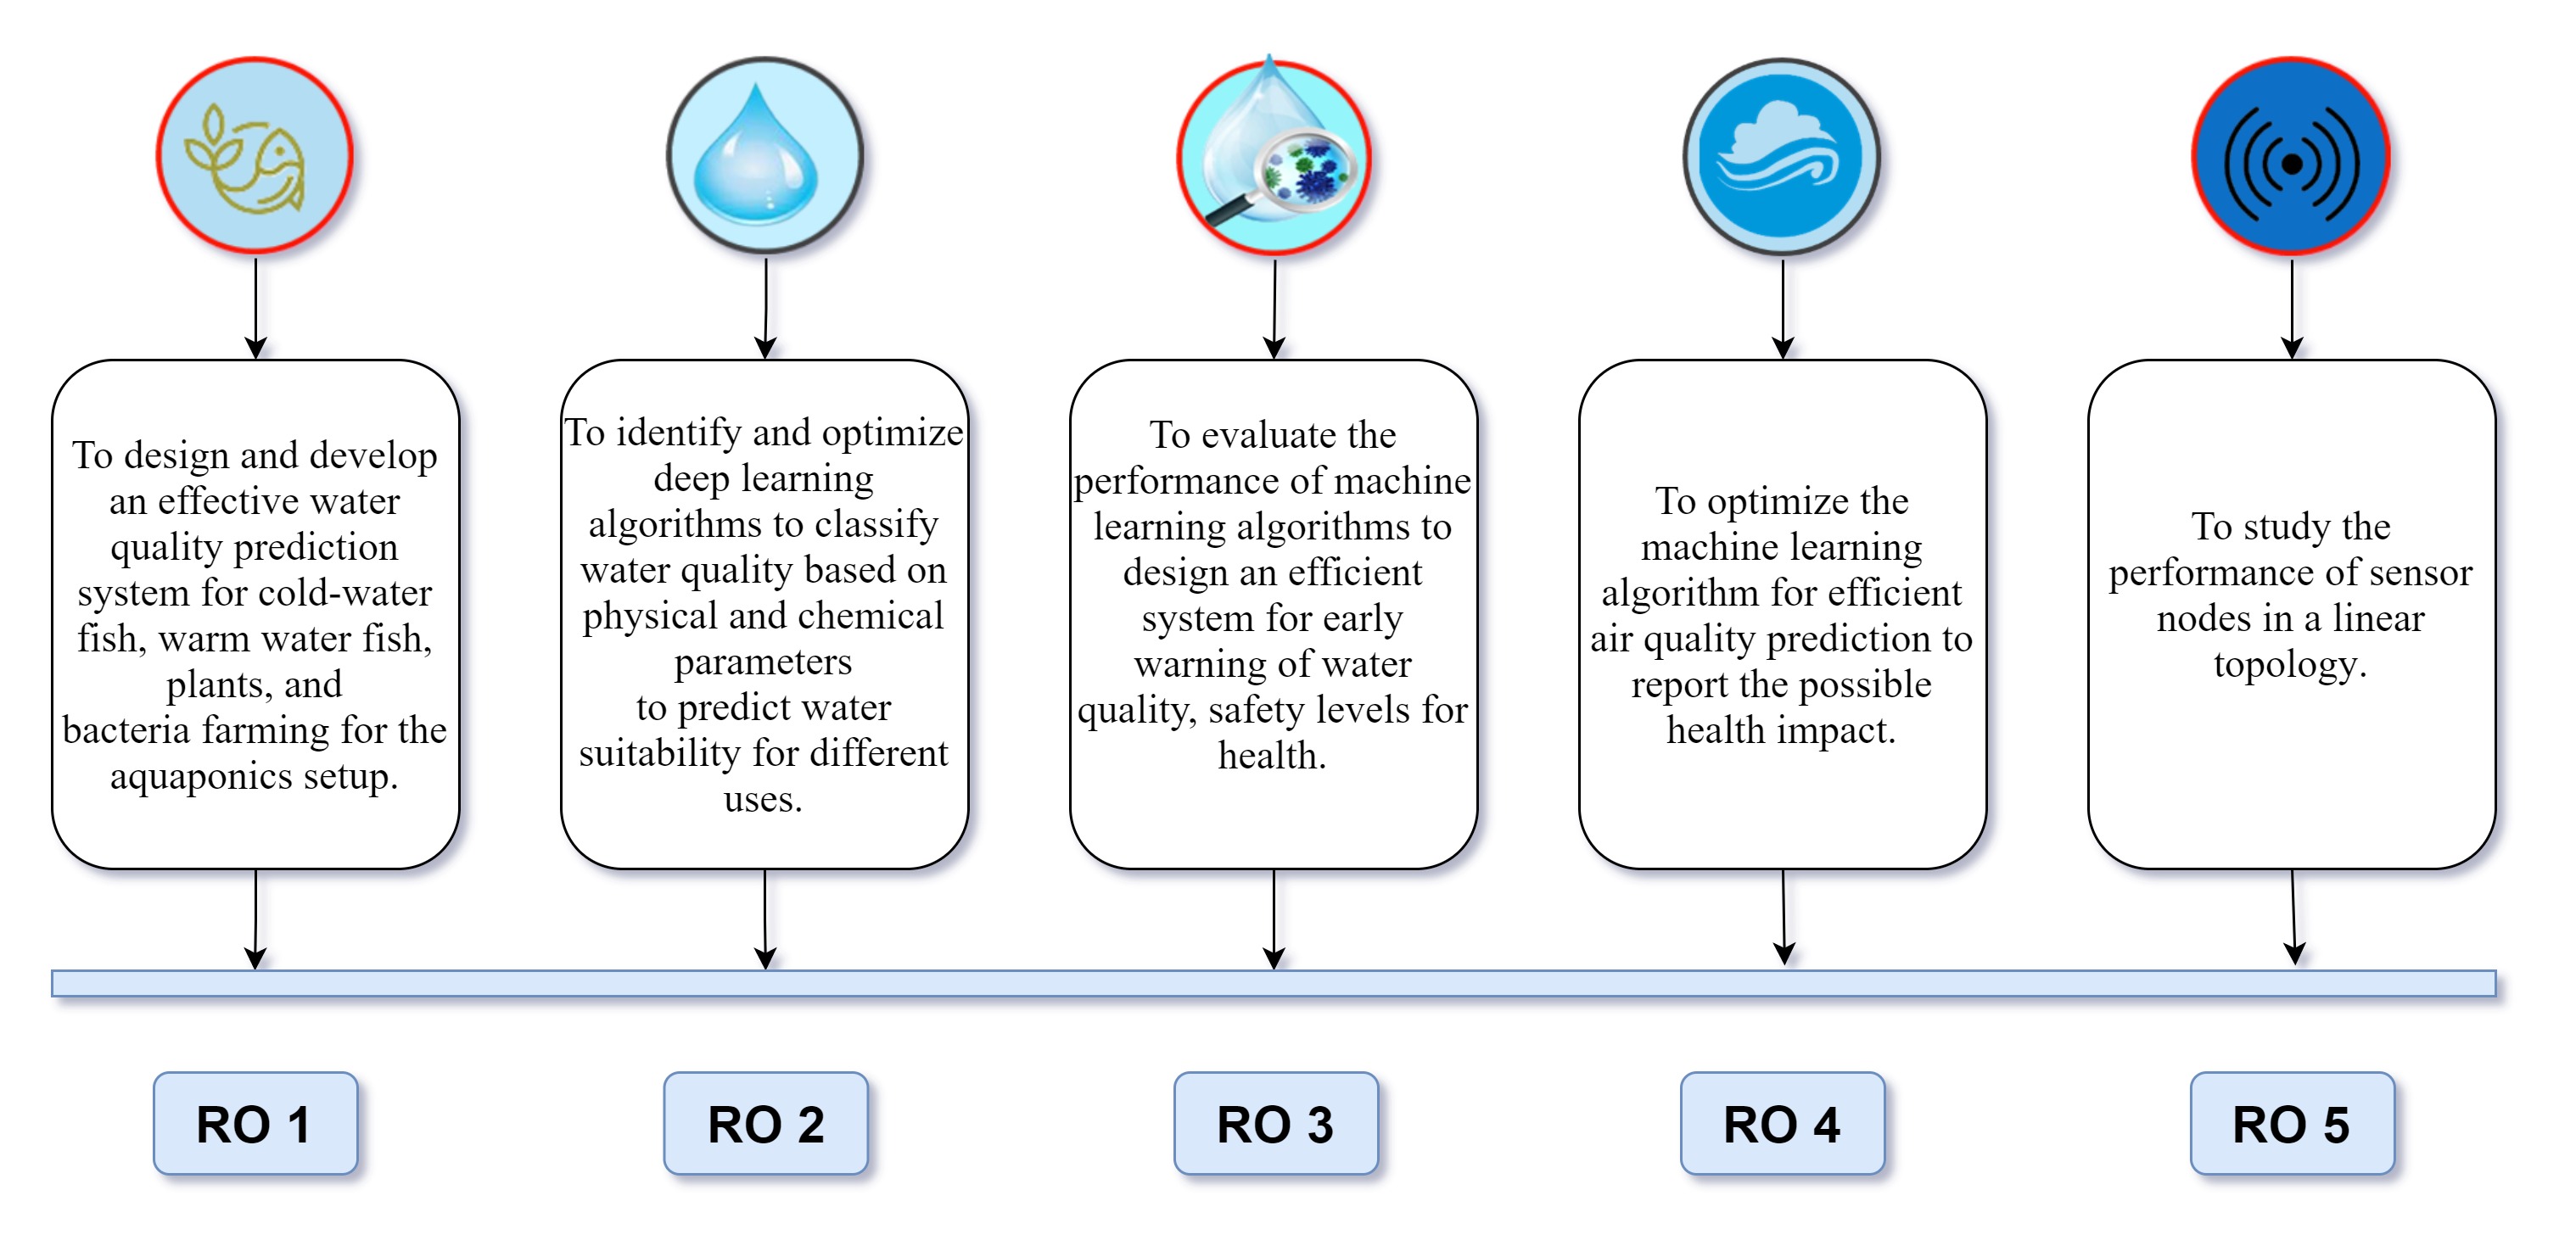 To design and develop
an effective water
quality prediction
system for cold-water
fish, warm water fish,
plants, and
bacteria farming for the
aquaponics setup.
To identify and optimize
deep learning
algorithms to classify
water quality based on
physical and chemical
parameters
to predict water
suitability for different
uses.
To evaluate the
performance of machine
learning algorithms to
design an efficient
system for early
warning of water
quality, safety levels for
health.
To optimize the
machine learning
algorithm for efficient
air quality prediction to
report the possible
health impact.
To study the
performance of sensor
nodes in a linear
topology.
RO 1
RO 2
RO 3
RO 4
RO 5